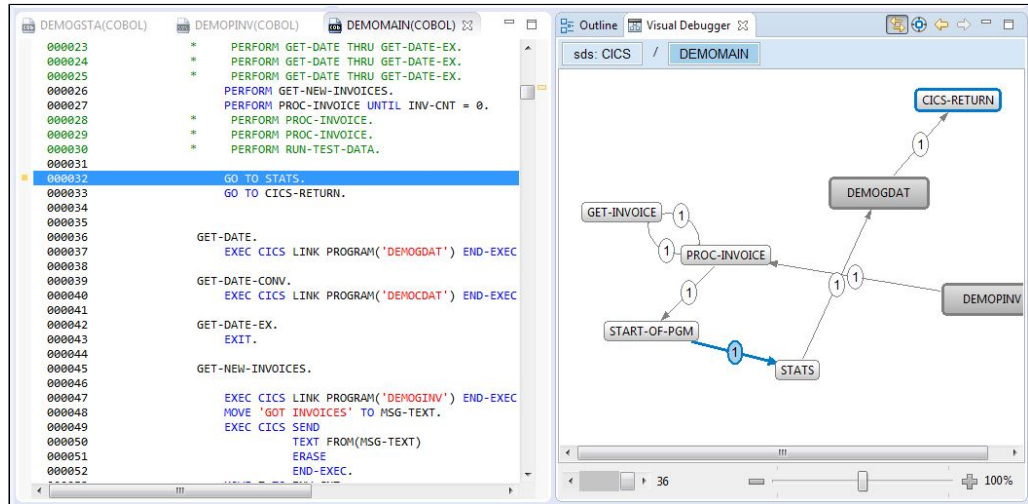 DEMOGSTA(COBOL) DEMOPINV(COBOL) DEMOMAIN(COBOL)
000023 * PERFORM GET-DATE THRU GET-DATE-EX.
000024 * PERFORM GET-DATE THRU GET-DATE-EX.
000025 * PERFORM GET-DATE THRU GET-DATE-EX.
000026 PERFORM GET-NEW-INVOICES.
000027 PERFORM PROC-INVOICE UNTIL INV-CNT = 0.
000028 * PERFORM PROC-INVOICE.
000029 * PERFORM PROC-INVOICE.
000030 * PERFORM RUN-TEST-DATA.
000031
000032 GO TO STATS.
000033 GO TO CICS-RETURN.
000034
000035
000036 GET-DATE.
000037 EXEC CICS LINK PROGRAM('DEMOGDAT') END-EXEC
000038
000039 GET-DATE-CONV.
000040 EXEC CICS LINK PROGRAM('DEMOCDAT') END-EXEC
000041
000042 GET-DATE-EX.
000043 EXIT.
000044
000045 GET-NEW-INVOICES.
000046
000047 EXEC CICS LINK PROGRAM('DEMOGINV') END-EXEC
000048 MOVE 'GOT INVOICES' TO MSG-TEXT.
000049 EXEC CICS SEND
000050 TEXT FROM(MSG-TEXT)
000051 ERASE
000052 END-EXEC.
Outline Visual Debugger
sds: CICS / DEMOMAIN
CICS-RETURN
1
DEMOGDAT
GET-INVOICE 1
1 PROC-INVOICE
1 1
1 DEMOPINV
START-OF-PGM
1
STATS
36 100%